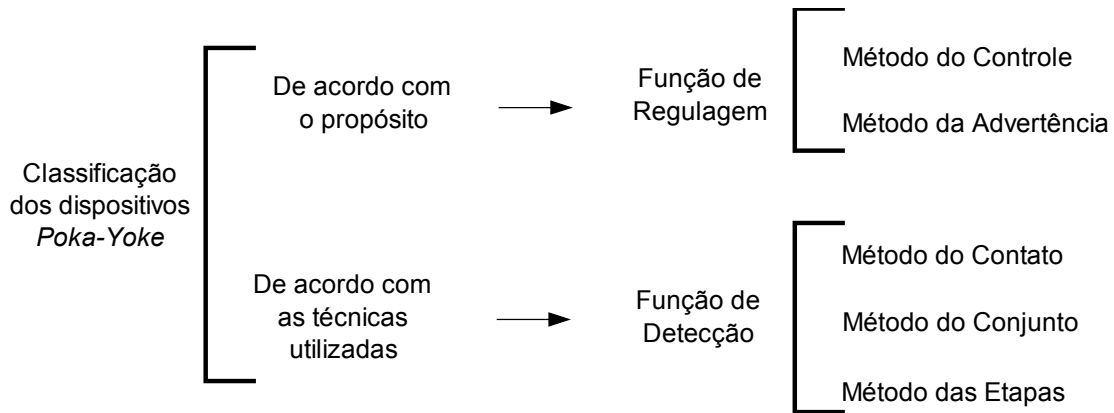 Classificação
dos dispositivos
Poka-Yoke
De acordo com
o propósito
Função de
Regulagem
Método do Controle
Método da Advertência
De acordo com
as técnicas
utilizadas
Função de
Detecção
Método do Contato
Método do Conjunto
Método das Etapas